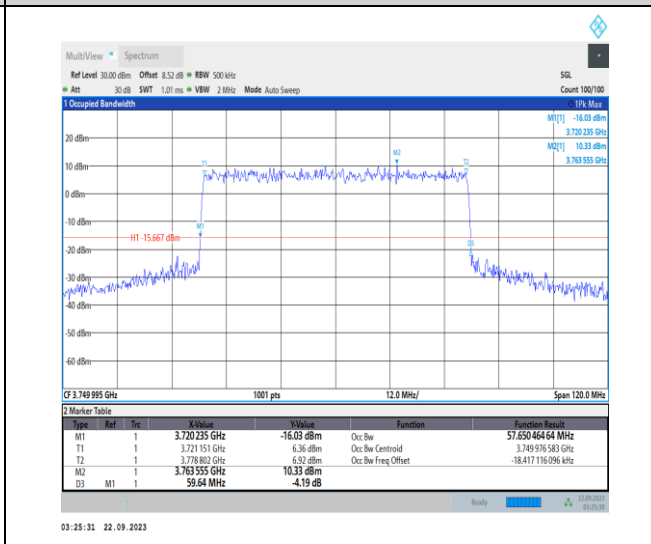 MultiView Spectrum
Ref Level 30.00 dBm Offset 8.52 dB RBW 500 kHz SGL
Att 30 dB SWT 1.01 ms VBW 2 MHz Mode Auto Sweep Count 100/100
1 Occupied Bandwidth 1Pk Max
M1[1] -16.03 dBm
3.720 235 GHz
M2[1] 10.33 dBm
3.763 555 GHz
20 dBm
10 dBm
0 dBm
-10 dBm
-20 dBm
-30 dBm
-40 dBm
-50 dBm
-60 dBm
T1
M2
T2
M1
H1 -15.667 dBm
D3
CF 3.749 995 GHz 1001 pts 12.0 MHz/ Span 120.0 MHz
2 Marker Table
Type Ref Trc X-Value Y-Value Function Function Result
M1 1 3.720 235 GHz -16.03 dBm Occ Bw 57.650 464 64 MHz
T1 1 3.721 151 GHz 6.36 dBm Occ Bw Centroid 3.749 976 583 GHz
T2 1 3.778 802 GHz 6.92 dBm Occ Bw Freq Offset -18.417 116 096 kHz
M2 1 3.763 555 GHz 10.33 dBm
D3 M1 1 59.64 MHz -4.19 dB
Ready 22.09.2023
03:25:30
03:25:31 22.09.2023